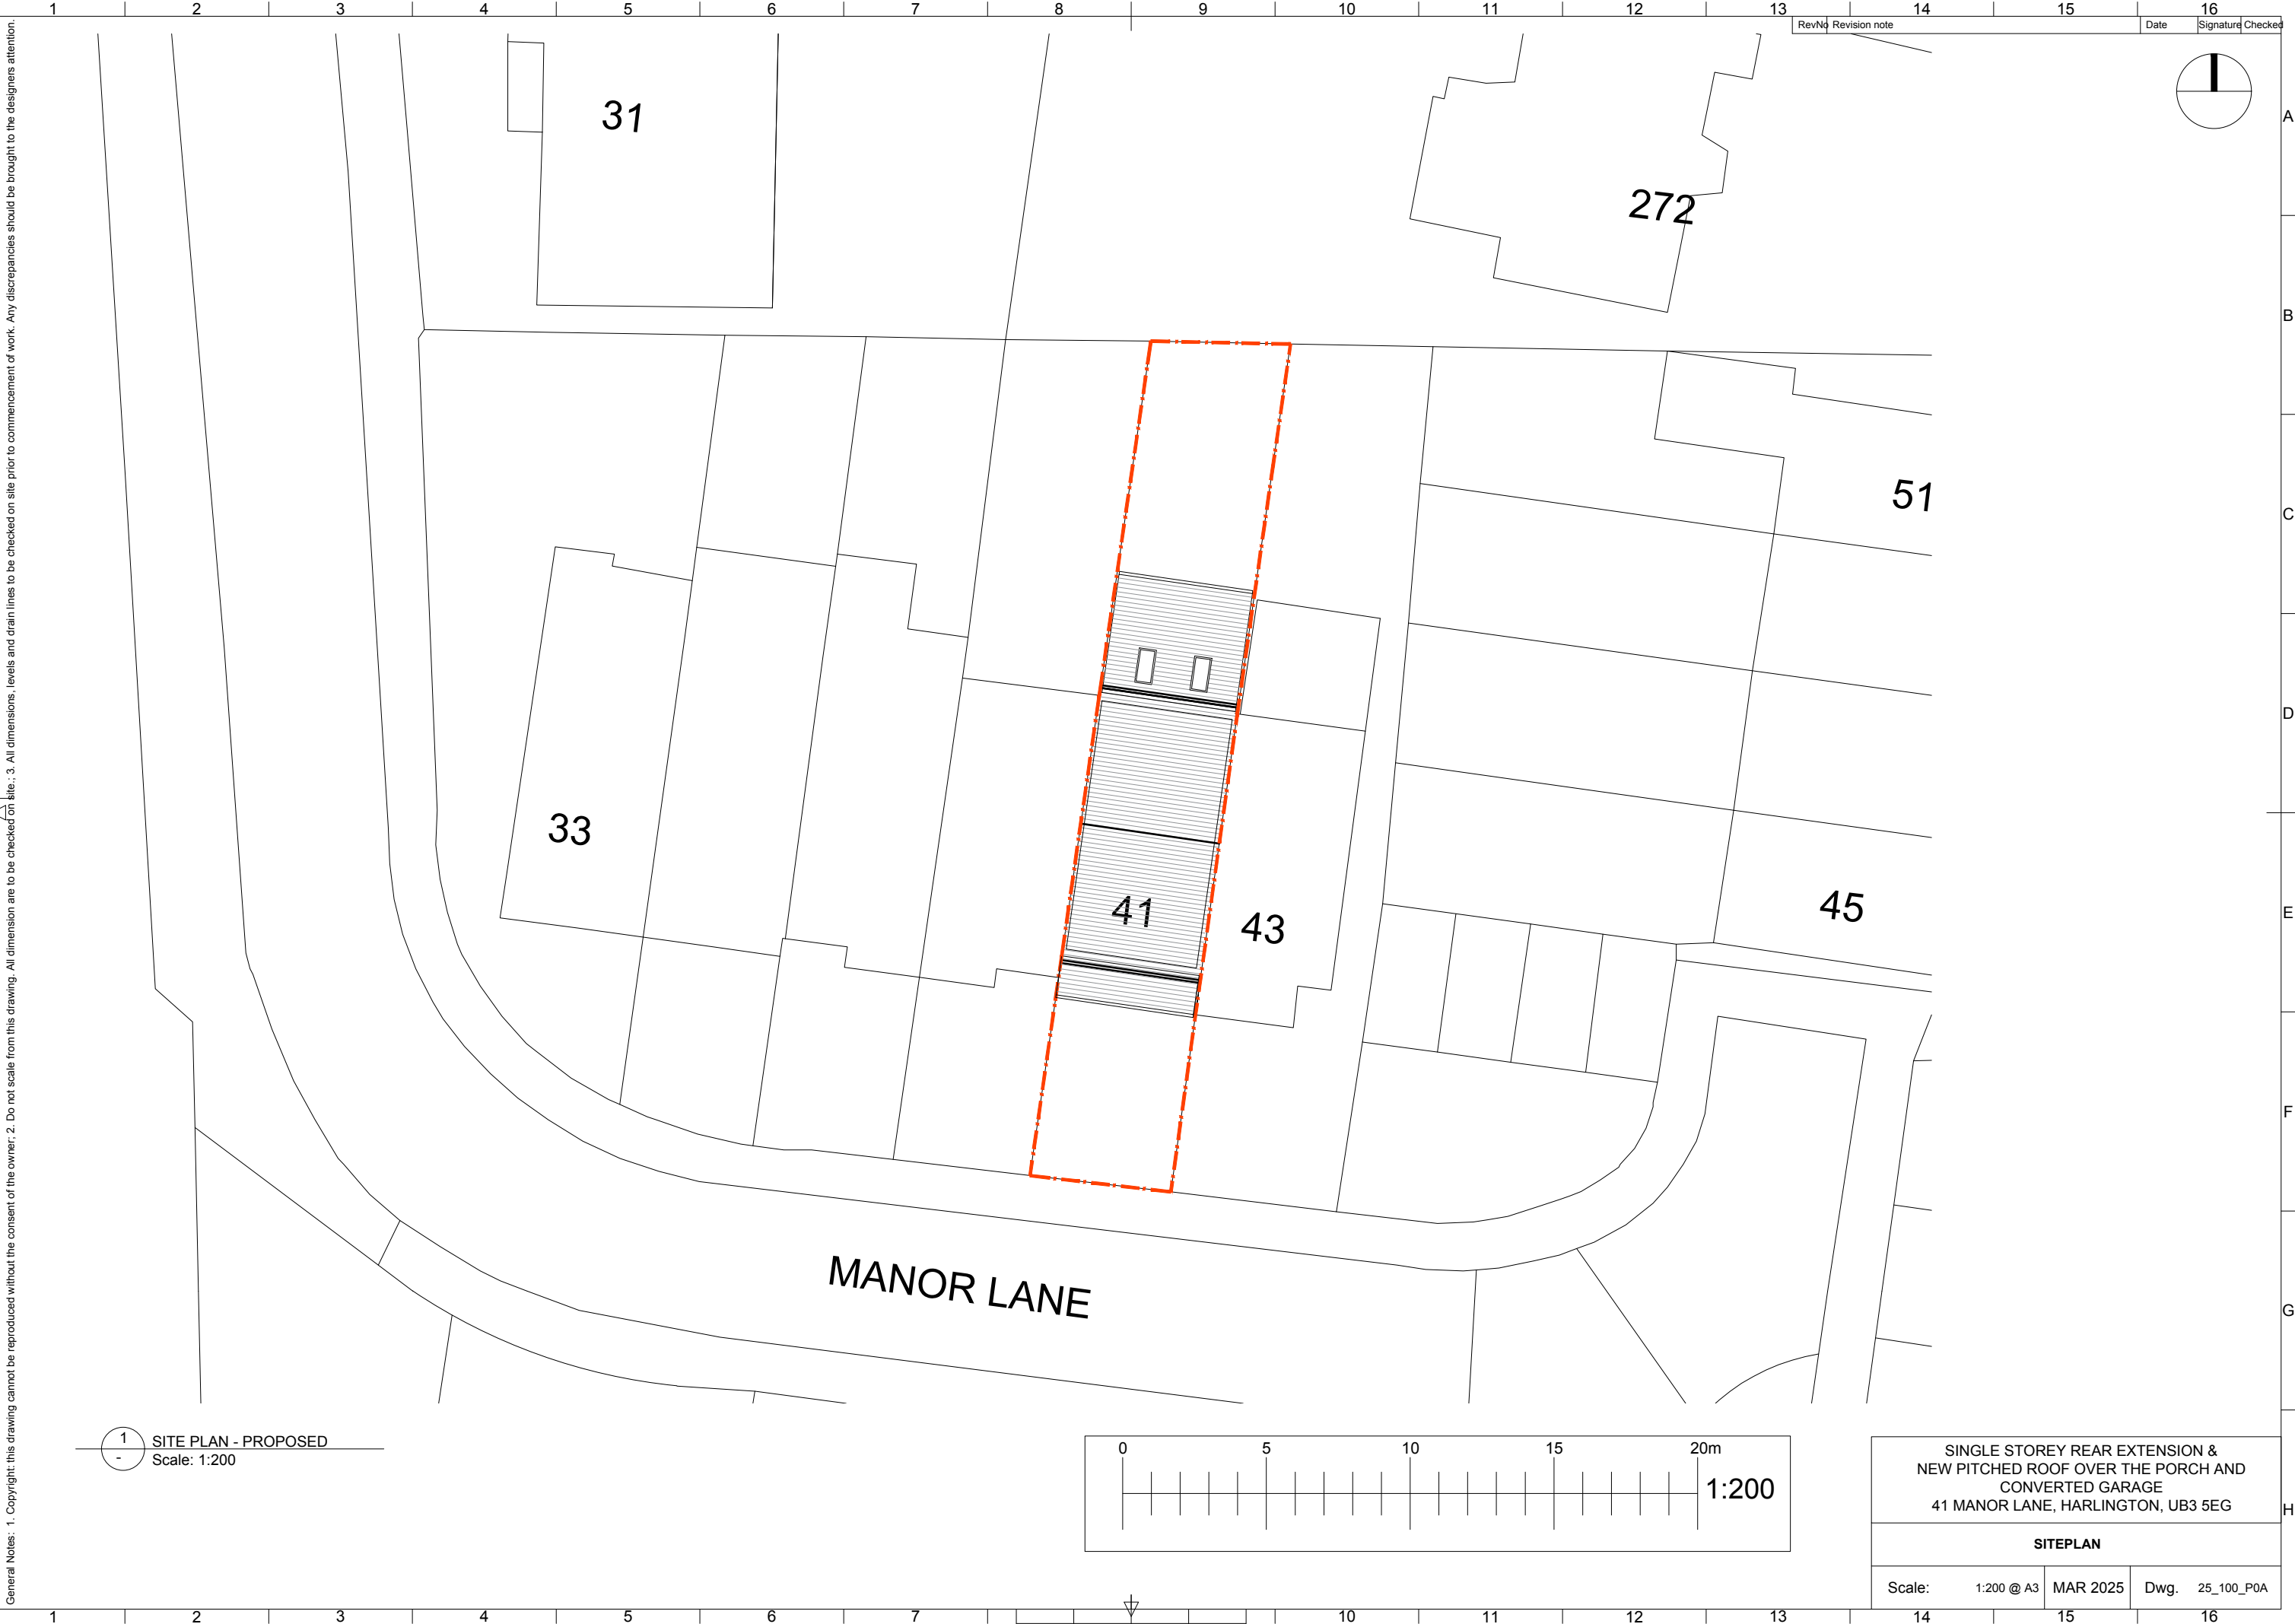 1 2 3 4 5 6 7 8 9 10 11 12 13 14 15 16
RevNo Revision note Date Signature Checked
General Notes: 1. Copyright: this drawing cannot be reproduced without the consent of the owner; 2. Do not scale from this drawing. All dimension are to be checked on site.; 3. All dimensions, levels and drain lines to be checked on site prior to commencement of work. Any discrepancies should be brought to the designers attention.
A
B
C
D
E
F
G
H
31
272
51
33
41
43
45
MANOR LANE
1
-
SITE PLAN - PROPOSED
Scale: 1:200
0 5 10 15 20m
1:200
SINGLE STOREY REAR EXTENSION &
NEW PITCHED ROOF OVER THE PORCH AND
CONVERTED GARAGE
41 MANOR LANE, HARLINGTON, UB3 5EG
SITEPLAN
Scale: 1:200 @ A3 MAR 2025 Dwg. 25_100_P0A
1 2 3 4 5 6 7 10 11 12 13 14 15 16